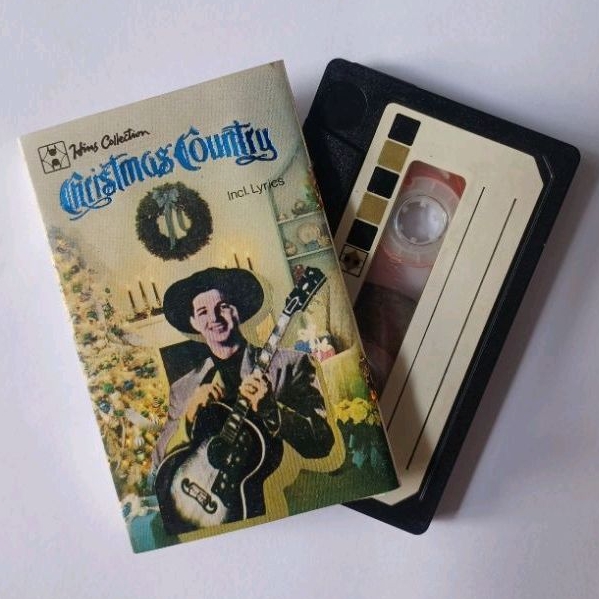 Hins Collection
Christmas Country
Incl. Lyrics